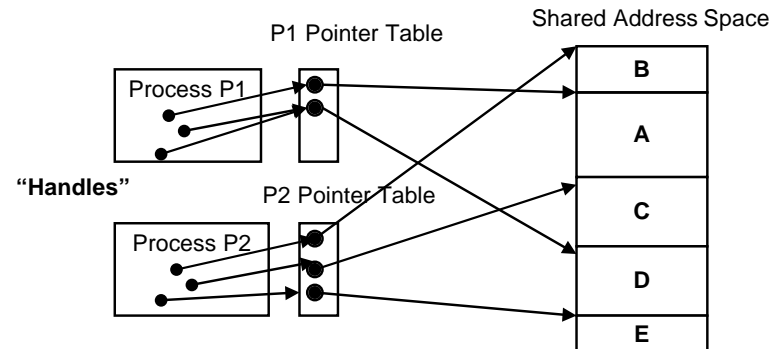 Shared Address Space
P1 Pointer Table
B
Process P1
A
"Handles"
P2 Pointer Table
C
Process P2
D
E